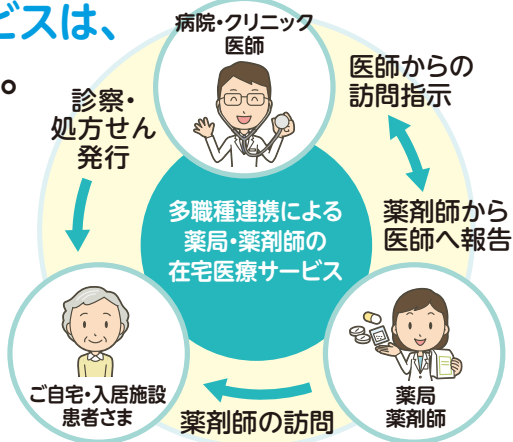 ビスは、
。
病院・クリニック
医師
診察・
処方せん
発行
医師からの
訪問指示
多職種連携による
薬局・薬剤師の
在宅医療サービス
薬剤師から
医師へ報告
ご自宅・入居施設
患者さま
薬剤師の訪問
薬局
薬剤師